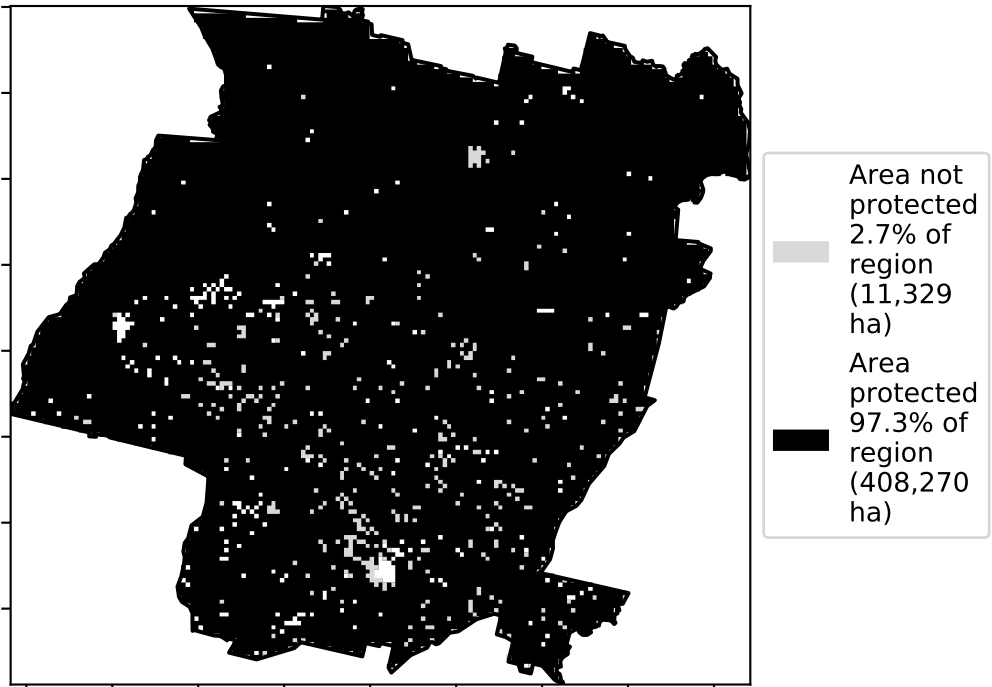 Area not
protected
2.7% of
region
(11,329
ha)
Area
protected
97.3% of
region
(408,270
ha)